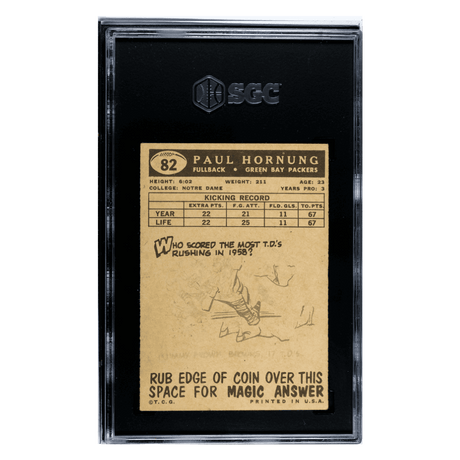 SGC
82
PAUL HORNUNG
FULLBACK • GREEN BAY PACKERS
HEIGHT: 6:02 WEIGHT: 211 AGE: 23
COLLEGE: NOTRE DAME YEARS PRO: 3
KICKING RECORD
EXTRA PTS. F.G. ATT. FLD. GLS. TO. PTS.
YEAR 22 21 11 67
LIFE 22 25 11 67
WHO SCORED THE MOST T.D.'S
RUSHING IN 1958?
RUB EDGE OF COIN OVER THIS
SPACE FOR MAGIC ANSWER
©T.C.G. PRINTED IN U.S.A.